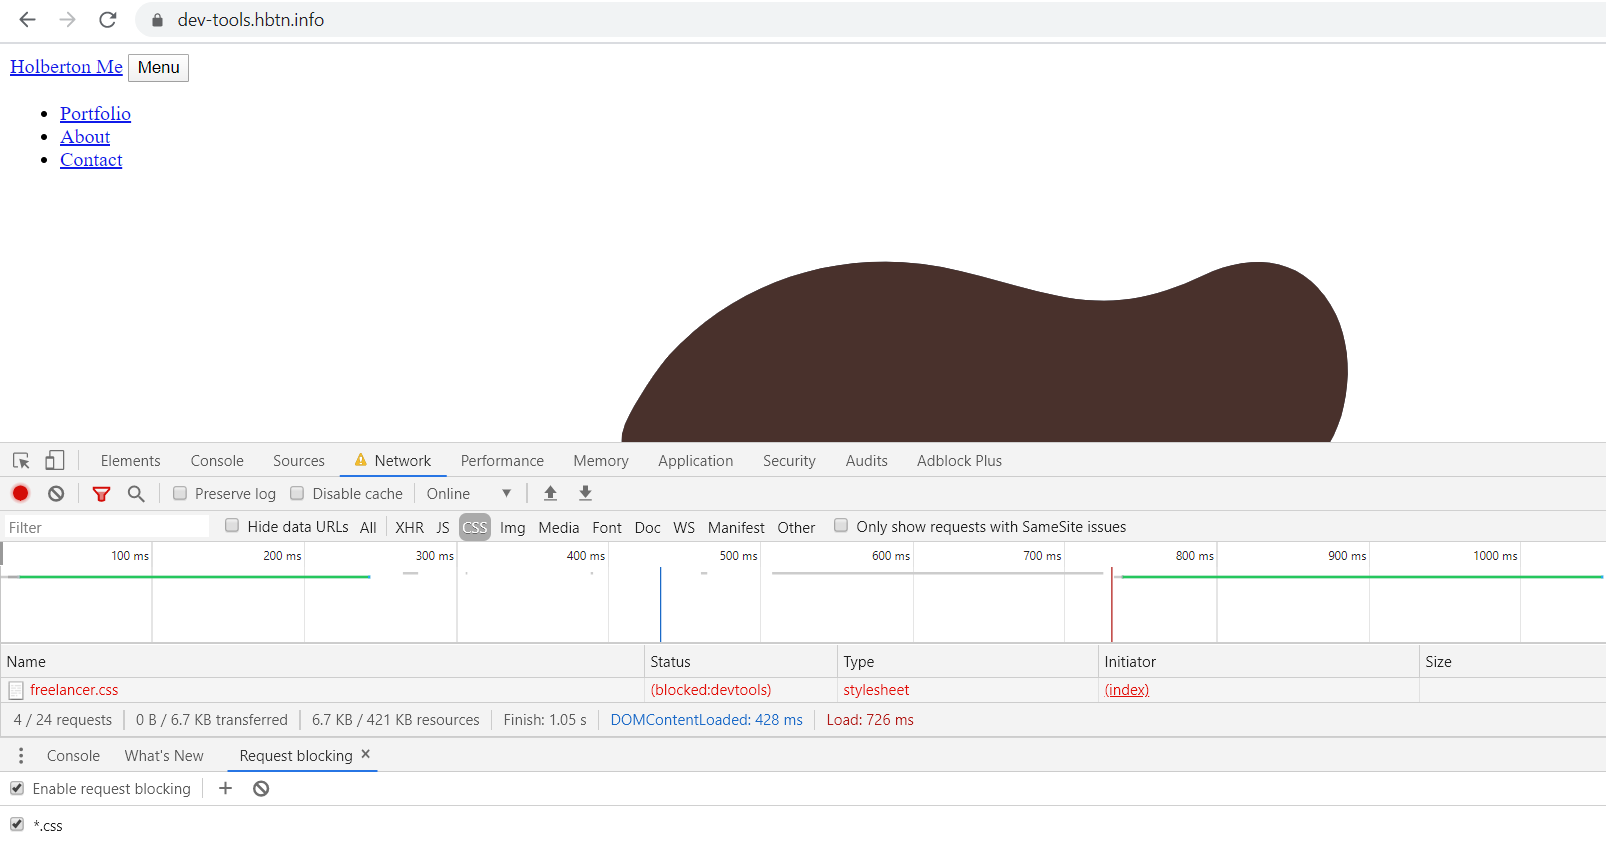 dev-tools.hbtn.info
Holberton Me Menu
Portfolio
About
Contact
Elements Console Sources Network Performance Memory Application Security Audits Adblock Plus
Preserve log Disable cache Online
Filter Hide data URLs All XHR JS CSS Img Media Font Doc WS Manifest Other Only show requests with SameSite issues
100 ms 200 ms 300 ms 400 ms 500 ms 600 ms 700 ms 800 ms 900 ms 1000 ms
Name Status Type Initiator Size
freelancer.css (blocked:devtools) stylesheet (index)
4 / 24 requests 0 B / 6.7 KB transferred 6.7 KB / 421 KB resources Finish: 1.05 s DOMContentLoaded: 428 ms Load: 726 ms
Console What's New Request blocking ×
Enable request blocking
*.css